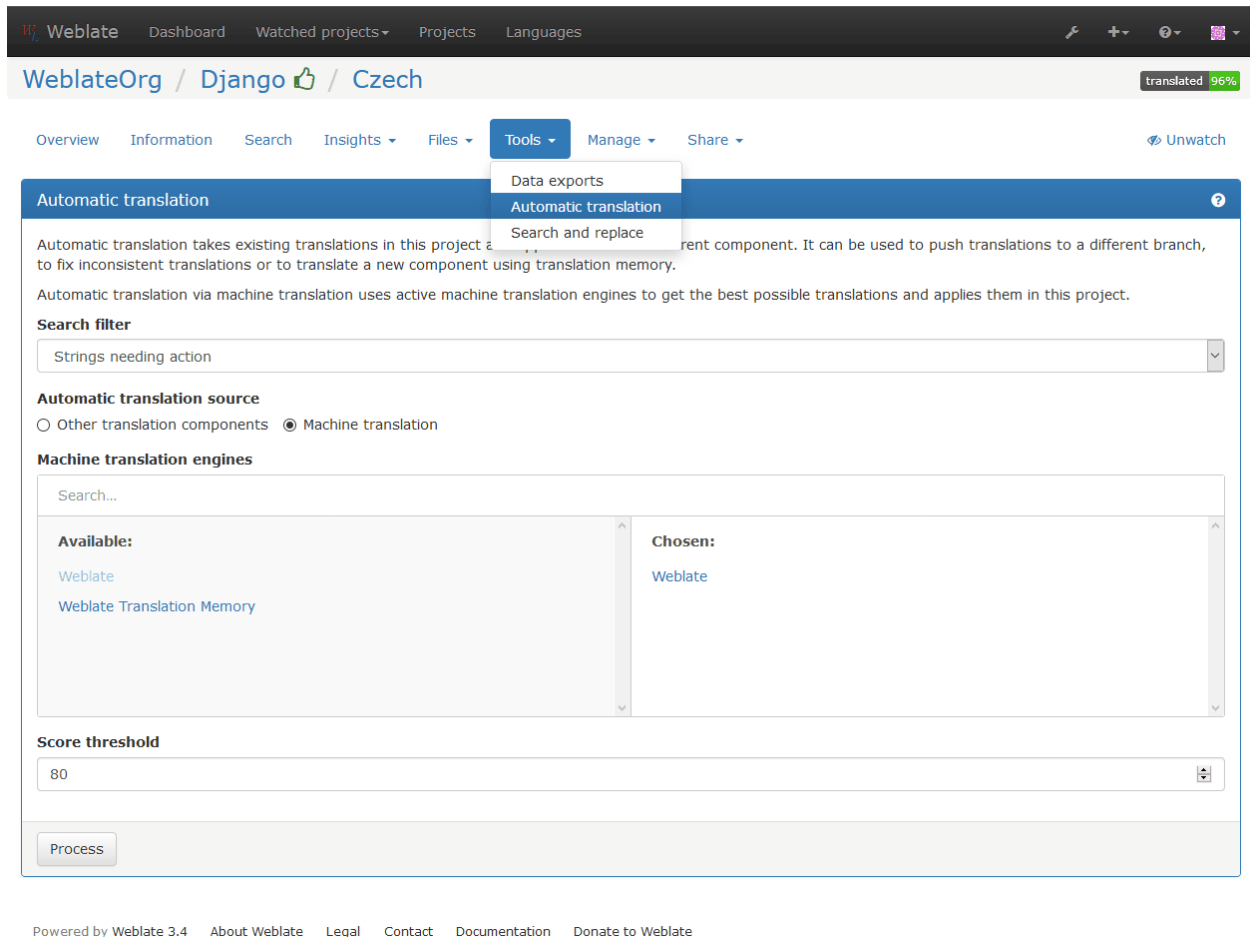 Weblate Dashboard Watched projects Projects Languages
WeblateOrg / Django / Czech translated 96%
Overview Information Search Insights Files Tools Manage Share Unwatch
Data exports
Automatic translation
Search and replace
Automatic translation
Automatic translation takes existing translations in this project a rent component. It can be used to push translations to a different branch,
to fix inconsistent translations or to translate a new component using translation memory.
Automatic translation via machine translation uses active machine translation engines to get the best possible translations and applies them in this project.
Search filter
Strings needing action
Automatic translation source
Other translation components Machine translation
Machine translation engines
Search...
Available:
Weblate
Weblate Translation Memory
Chosen:
Weblate
Score threshold
80
Process
Powered by Weblate 3.4 About Weblate Legal Contact Documentation Donate to Weblate